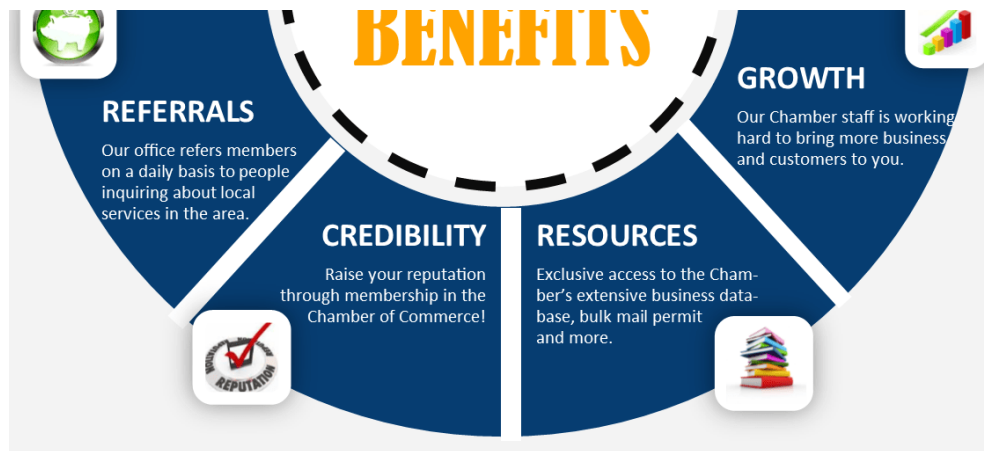 BENEFITS
REFERRALS
Our office refers members
on a daily basis to people
inquiring about local
services in the area.
CREDIBILITY
Raise your reputation
through membership in the
Chamber of Commerce!
REPUTATION
RESOURCES
Exclusive access to the Cham-
ber’s extensive business data-
base, bulk mail permit
and more.
GROWTH
Our Chamber staff is working
hard to bring more business
and customers to you.